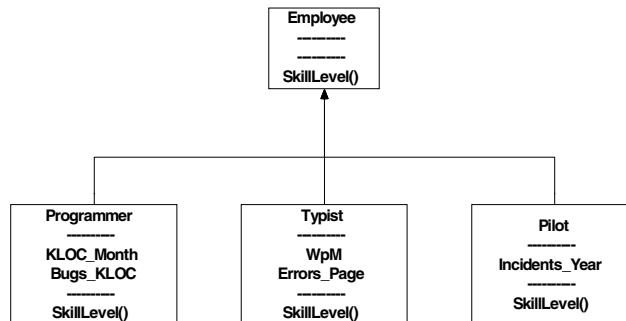 Employee
----------
----------
SkillLevel()
Programmer
----------
KLOC_Month
Bugs_KLOC
----------
SkillLevel()
Typist
----------
WpM
Errors_Page
----------
SkillLevel()
Pilot
----------
Incidents_Year
----------
SkillLevel()